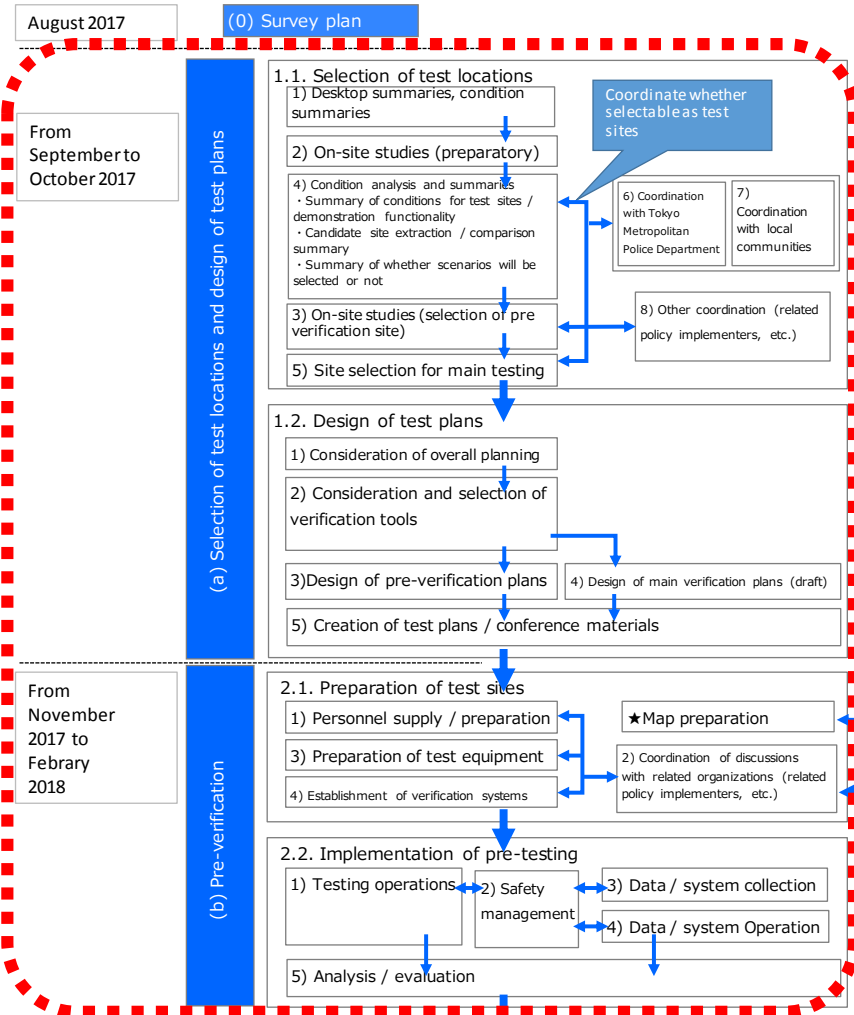 August 2017
(0) Survey plan
From
September to
October 2017
(a) Selection of test locations and design of test plans
1.1. Selection of test locations
1) Desktop summaries, condition
summaries
Coordinate whether
selectable as test
sites
2) On-site studies (preparatory)
4) Condition analysis and summaries
・Summary of conditions for test sites /
demonstration functionality
・Candidate site extraction / comparison
summary
・Summary of whether scenarios will be
selected or not
6) Coordination
with Tokyo
Metropolitan
Police Department
7)
Coordination
with local
communities
3) On-site studies (selection of pre
verification site)
8) Other coordination (related
policy implementers, etc.)
5) Site selection for main testing
1.2. Design of test plans
1) Consideration of overall planning
2) Consideration and selection of
verification tools
3)Design of pre-verification plans
4) Design of main verification plans (draft)
5) Creation of test plans / conference materials
From
November
2017 to
Febrary
2018
(b) Pre-verification
2.1. Preparation of test sites
1) Personnel supply / preparation
★Map preparation
3) Preparation of test equipment
2) Coordination of discussions
with related organizations (related
policy implementers, etc.)
4) Establishment of verification systems
2.2. Implementation of pre-testing
1) Testing operations
2) Safety
management
3) Data / system collection
4) Data / system Operation
5) Analysis / evaluation